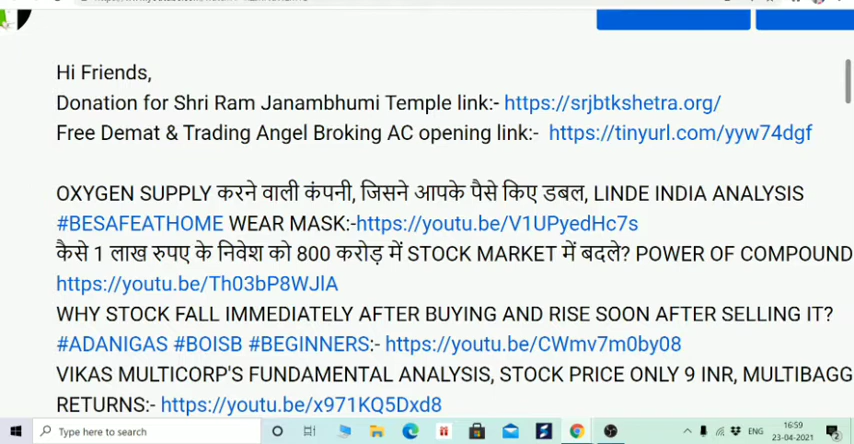 Hi Friends,
Donation for Shri Ram Janambhumi Temple link:- https://srjbtkshetra.org/
Free Demat & Trading Angel Broking AC opening link:- https://tinyurl.com/yyw74dgf
OXYGEN SUPPLY करने वाली कंपनी, जिसने आपके पैसे किए डबल, LINDE INDIA ANALYSIS
#BESAFEATHOME WEAR MASK:-https://youtu.be/V1UPyedHc7s
कैसे 1 लाख रुपए के निवेश को 800 करोड़ में STOCK MARKET में बदले? POWER OF COMPOUND
https://youtu.be/Th03bP8WJlA
WHY STOCK FALL IMMEDIATELY AFTER BUYING AND RISE SOON AFTER SELLING IT?
#ADANIGAS #BOISB #BEGINNERS:- https://youtu.be/CWmv7m0by08
VIKAS MULTICORP'S FUNDAMENTAL ANALYSIS, STOCK PRICE ONLY 9 INR, MULTIBAGG
RETURNS:- https://youtu.be/x971KQ5Dxd8
Type here to search
ENG
16:59
23-04-2021
2